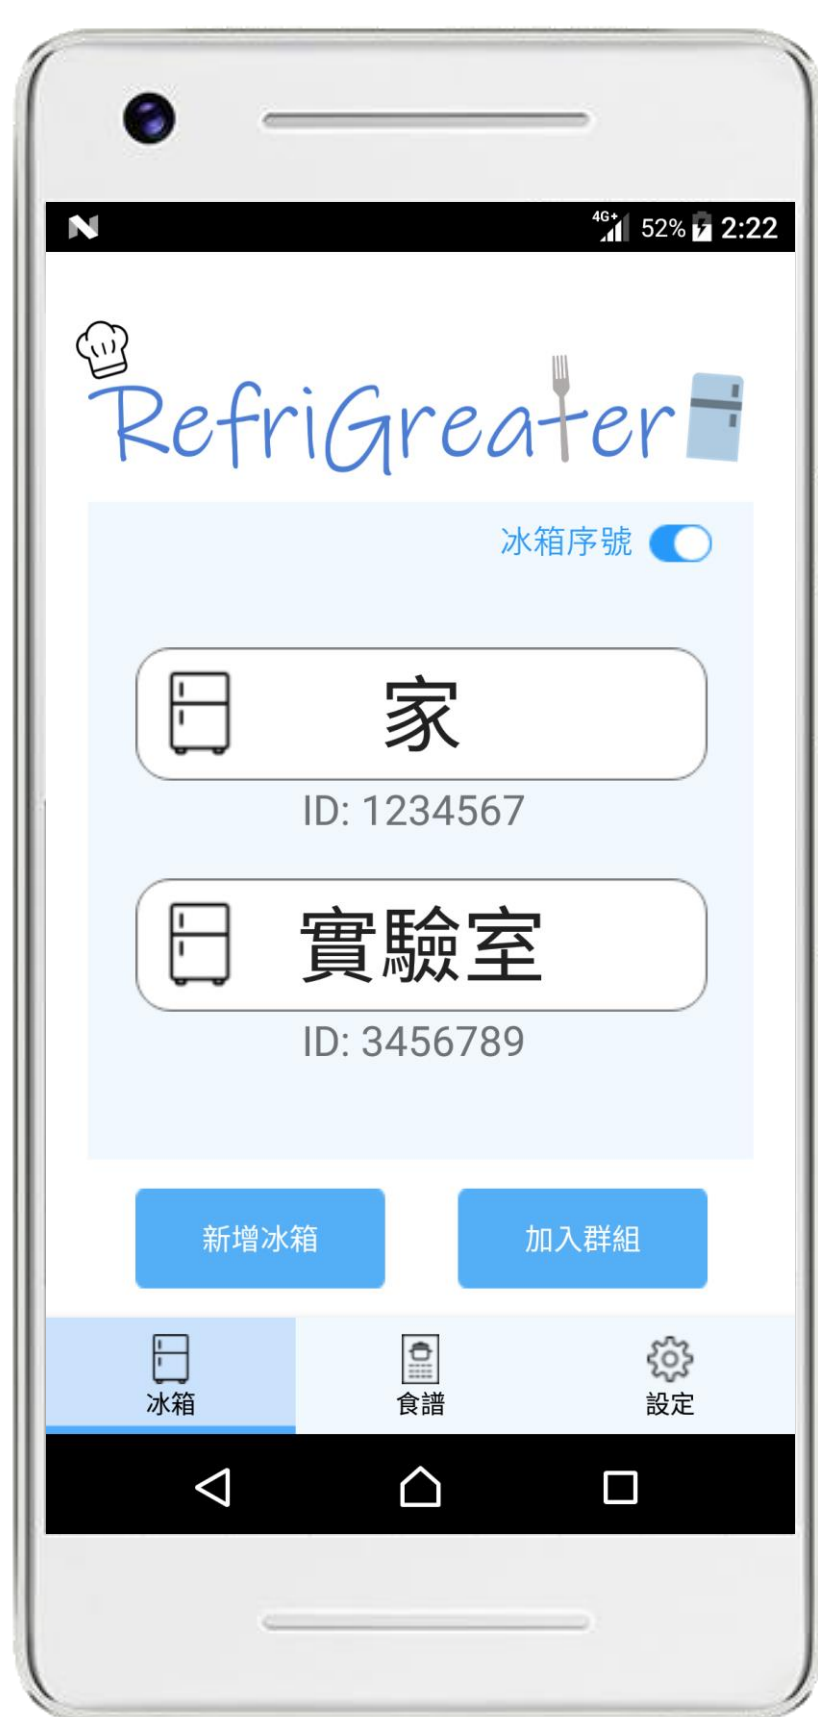 4G+ 52% 2:22
RefriGreater
冰箱序號
家
ID: 1234567
實驗室
ID: 3456789
新增冰箱 加入群組
冰箱 食譜 設定